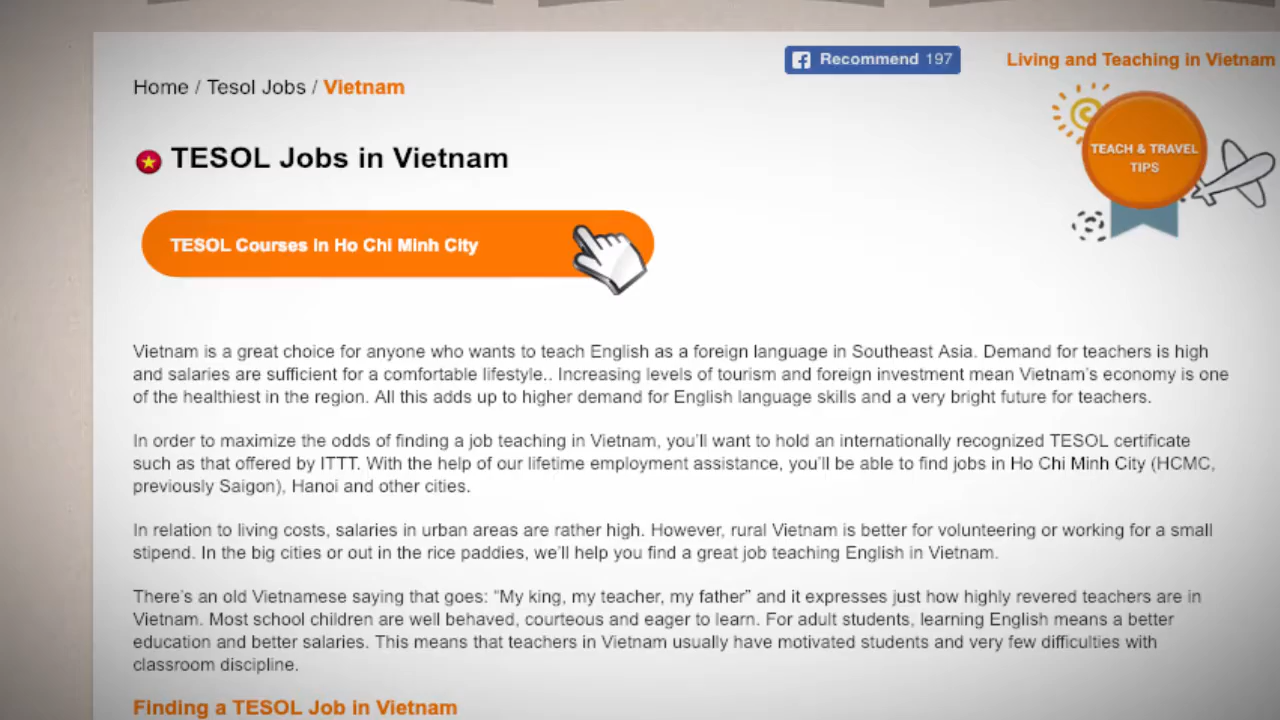 Recommend 197
Living and Teaching in Vietnam
Home / Tesol Jobs / Vietnam
TEACH & TRAVEL
TIPS
TESOL Jobs in Vietnam
TESOL Courses in Ho Chi Minh City
Vietnam is a great choice for anyone who wants to teach English as a foreign language in Southeast Asia. Demand for teachers is high
and salaries are sufficient for a comfortable lifestyle.. Increasing levels of tourism and foreign investment mean Vietnam's economy is one
of the healthiest in the region. All this adds up to higher demand for English language skills and a very bright future for teachers.
In order to maximize the odds of finding a job teaching in Vietnam, you'll want to hold an internationally recognized TESOL certificate
such as that offered by ITTT. With the help of our lifetime employment assistance, you'll be able to find jobs in Ho Chi Minh City (HCMC,
previously Saigon), Hanoi and other cities.
In relation to living costs, salaries in urban areas are rather high. However, rural Vietnam is better for volunteering or working for a small
stipend. In the big cities or out in the rice paddies, we'll help you find a great job teaching English in Vietnam.
There's an old Vietnamese saying that goes: “My king, my teacher, my father” and it expresses just how highly revered teachers are in
Vietnam. Most school children are well behaved, courteous and eager to learn. For adult students, learning English means a better
education and better salaries. This means that teachers in Vietnam usually have motivated students and very few difficulties with
classroom discipline.
Finding a TESOL Job in Vietnam